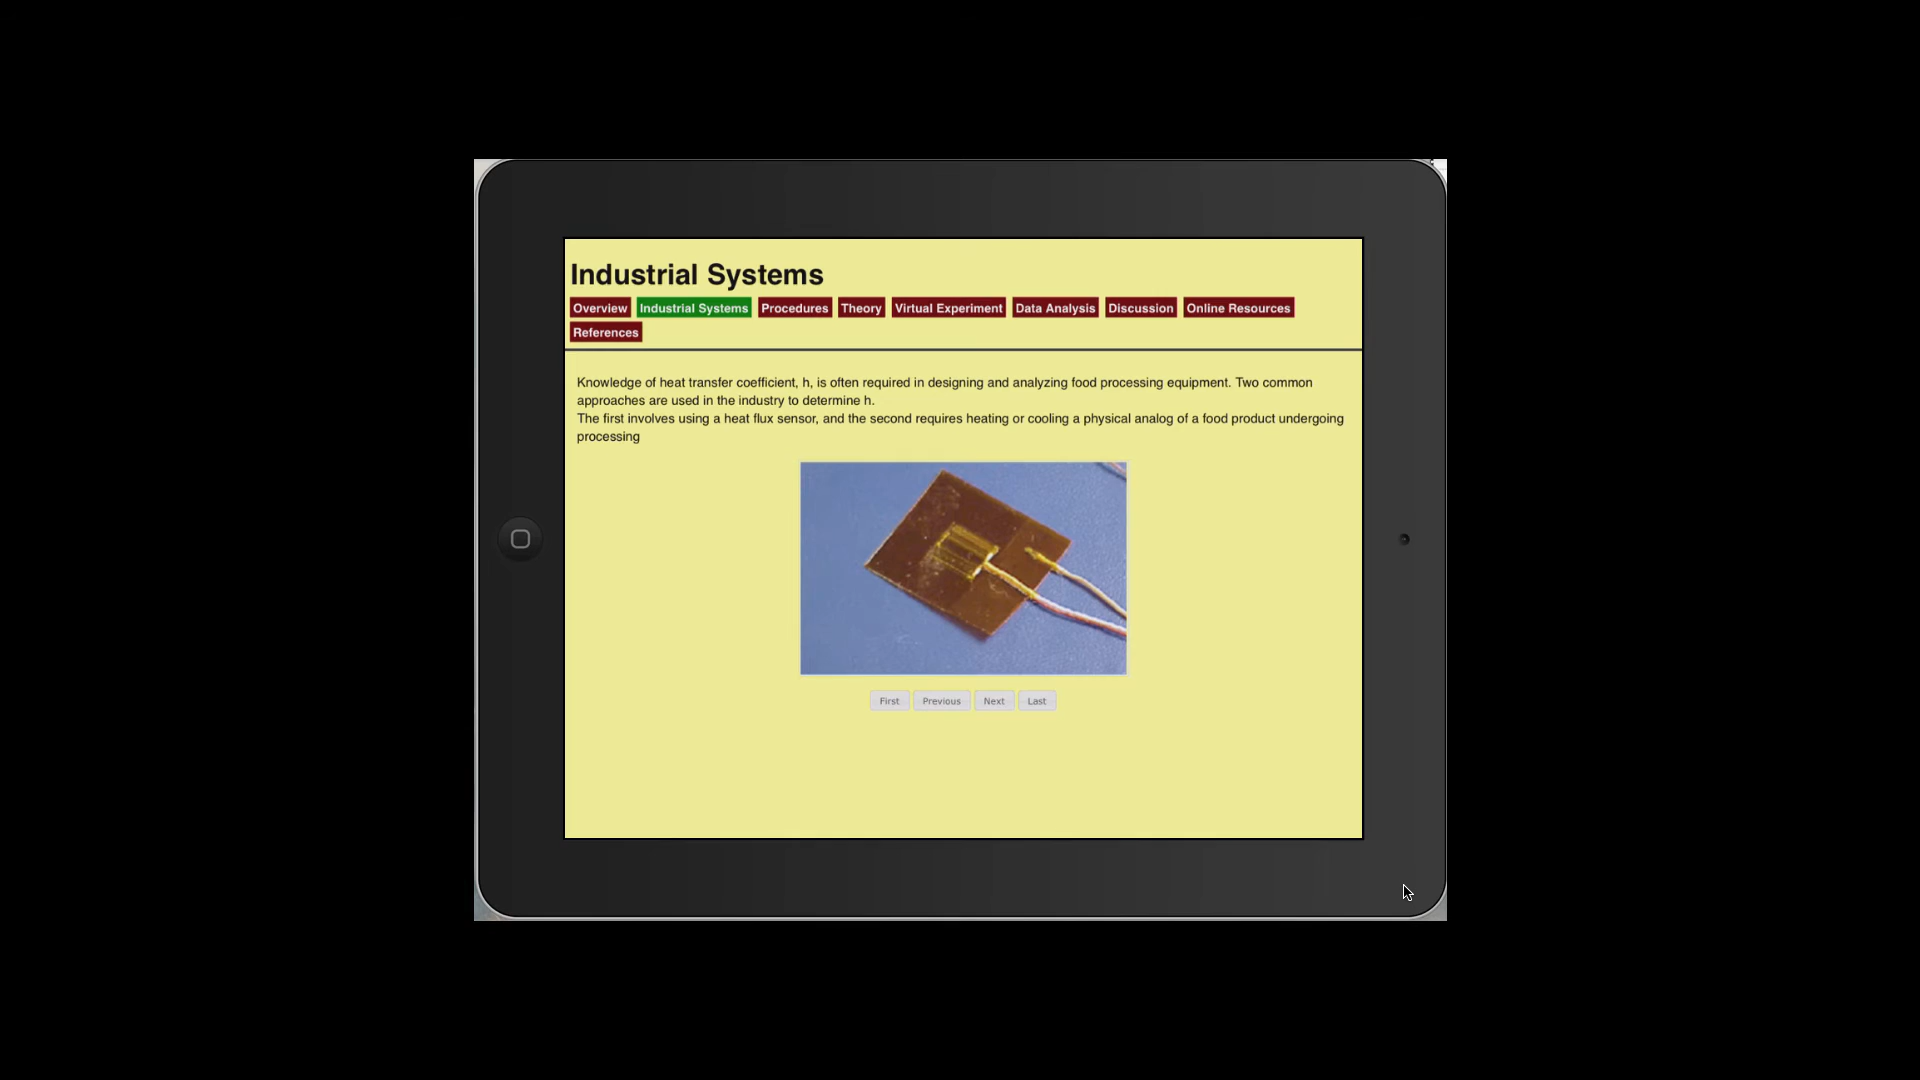 Industrial Systems
Overview Industrial Systems Procedures Theory Virtual Experiment Data Analysis Discussion Online Resources
References
Knowledge of heat transfer coefficient, h, is often required in designing and analyzing food processing equipment. Two common
approaches are used in the industry to determine h.
The first involves using a heat flux sensor, and the second requires heating or cooling a physical analog of a food product undergoing
processing
First Previous Next Last